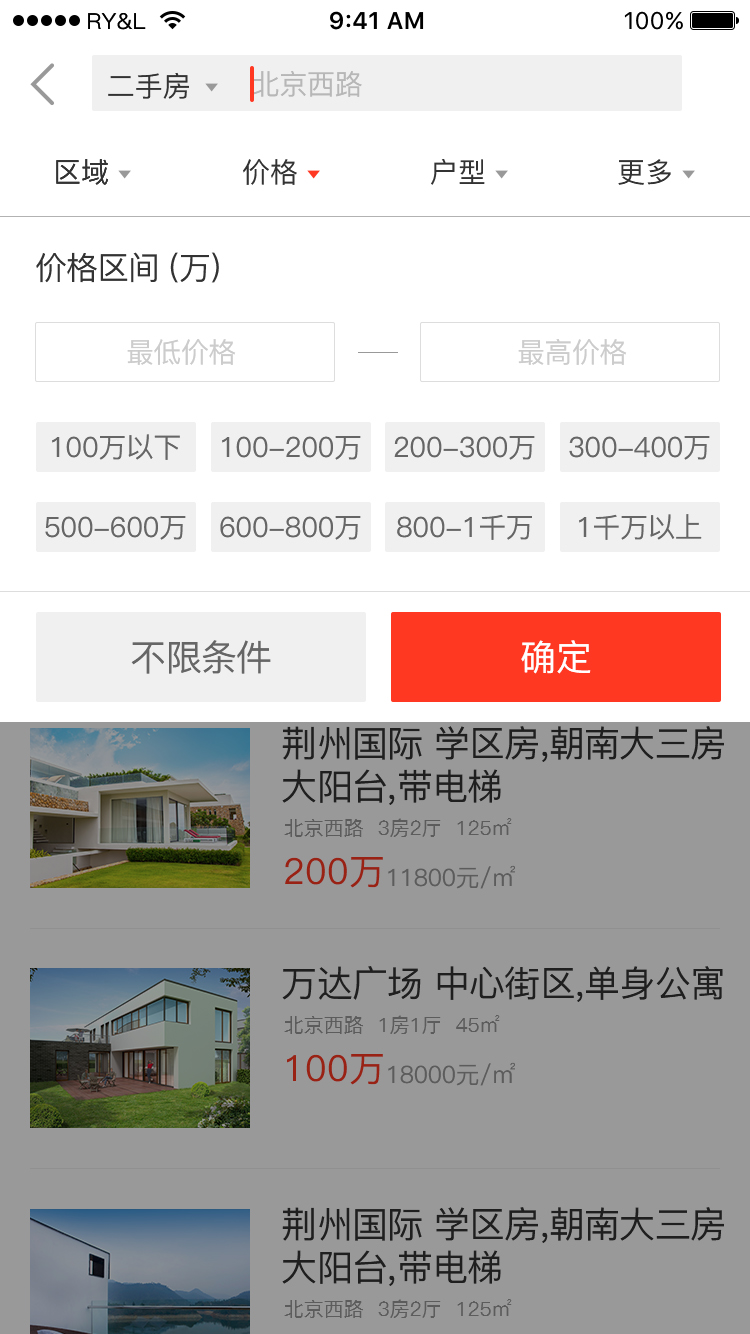 RY&L 9:41 AM 100%
二手房 北京西路
区域 价格 户型 更多
价格区间 (万)
最低价格 最高价格
100万以下 100-200万 200-300万 300-400万
500-600万 600-800万 800-1千万 1千万以上
不限条件 确定
荆州国际 学区房,朝南大三房
大阳台,带电梯
北京西路 3房2厅 125㎡
200万11800元/㎡
万达广场 中心街区,单身公寓
北京西路 1房1厅 45㎡
100万18000元/㎡
荆州国际 学区房,朝南大三房
大阳台,带电梯
北京西路 3房2厅 125㎡